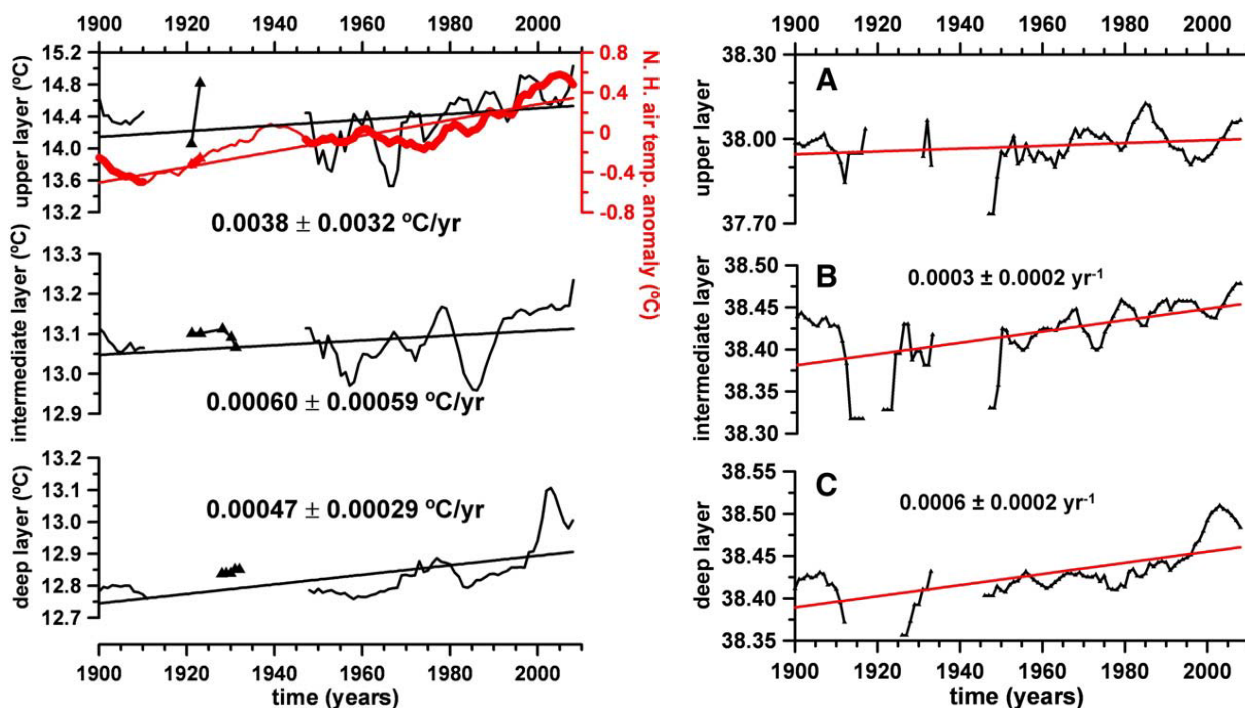 1900 1920 1940 1960 1980 2000
15.2
14.8
14.4
14.0
13.6
13.2
upper layer (ºC)
0.8
0.4
0
-0.4
-0.8
N. H. air temp. anomaly (ºC)
0.0038 ± 0.0032 ºC/yr
13.3
13.2
13.1
13.0
12.9
intermediate layer (ºC)
0.00060 ± 0.00059 ºC/yr
13.2
13.1
13.0
12.9
12.8
12.7
deep layer (ºC)
0.00047 ± 0.00029 ºC/yr
1900 1920 1940 1960 1980 2000
time (years)
1900 1920 1940 1960 1980 2000
38.30
38.00
37.70
upper layer
A
38.50
38.45
38.40
38.35
38.30
intermediate layer
B
0.0003 ± 0.0002 yr-1
38.55
38.50
38.45
38.40
38.35
deep layer
C
0.0006 ± 0.0002 yr-1
1900 1920 1940 1960 1980 2000
time (years)